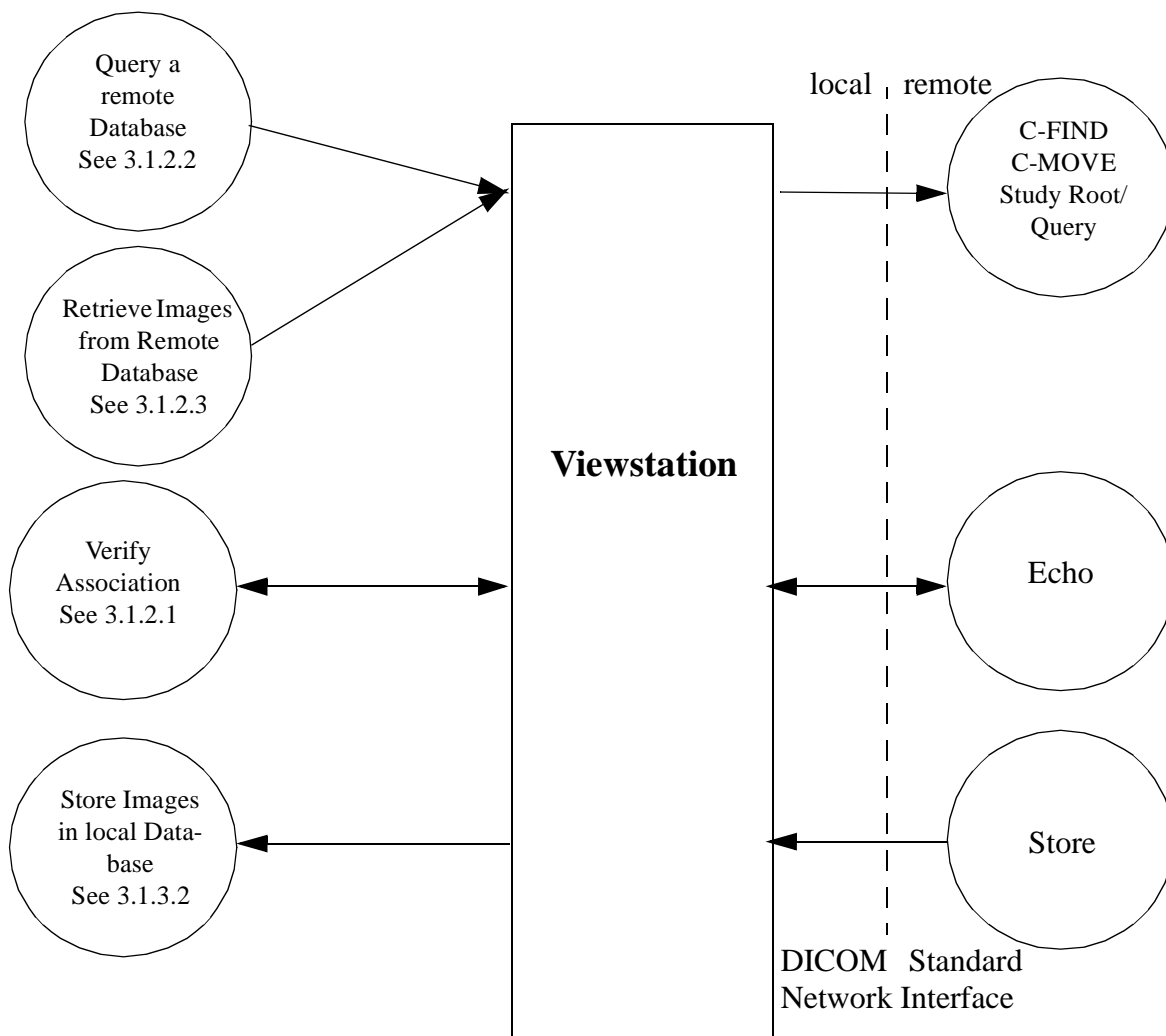 Query a
remote
Database
See 3.1.2.2
Retrieve Images
from Remote
Database
See 3.1.2.3
Verify
Association
See 3.1.2.1
Store Images
in local Data-
base
See 3.1.3.2
Viewstation
local remote
C-FIND
C-MOVE
Study Root/
Query
Echo
Store
DICOM Standard
Network Interface